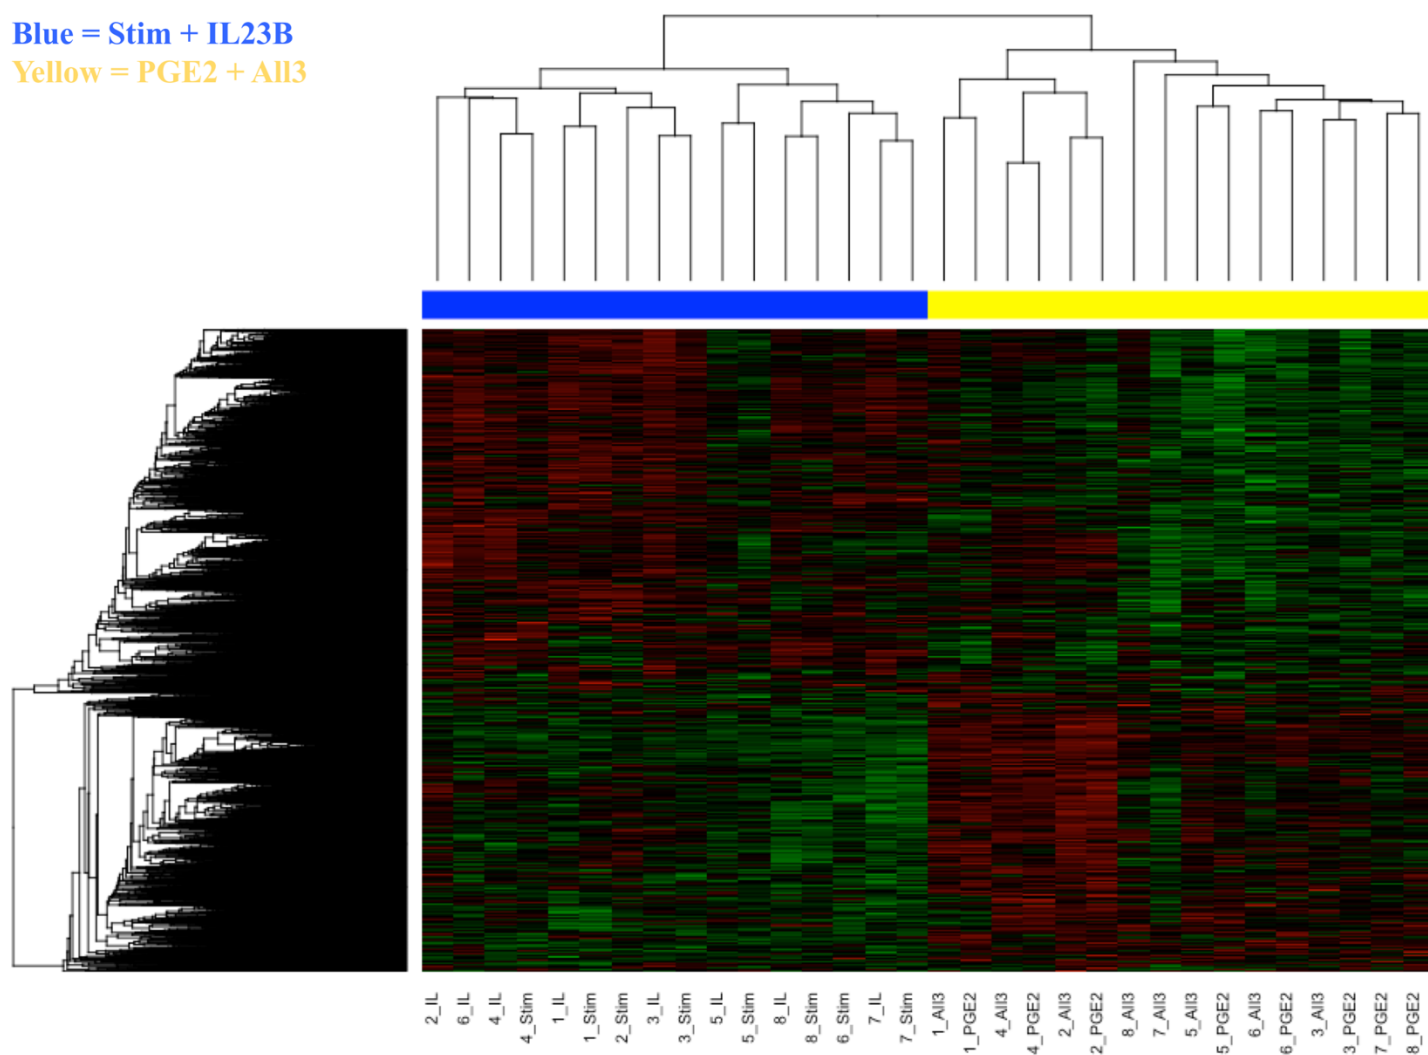 Blue = Stim + IL23B
Yellow = PGE2 + All3
2_IL
6_IL
4_IL
4_Stim
1_IL
1_Stim
2_Stim
3_IL
3_Stim
5_IL
5_Stim
8_IL
8_Stim
6_Stim
7_IL
7_Stim
1_All3
1_PGE2
4_All3
4_PGE2
2_All3
2_PGE2
8_All3
7_All3
5_All3
5_PGE2
6_All3
6_PGE2
3_All3
3_PGE2
7_PGE2
8_PGE2